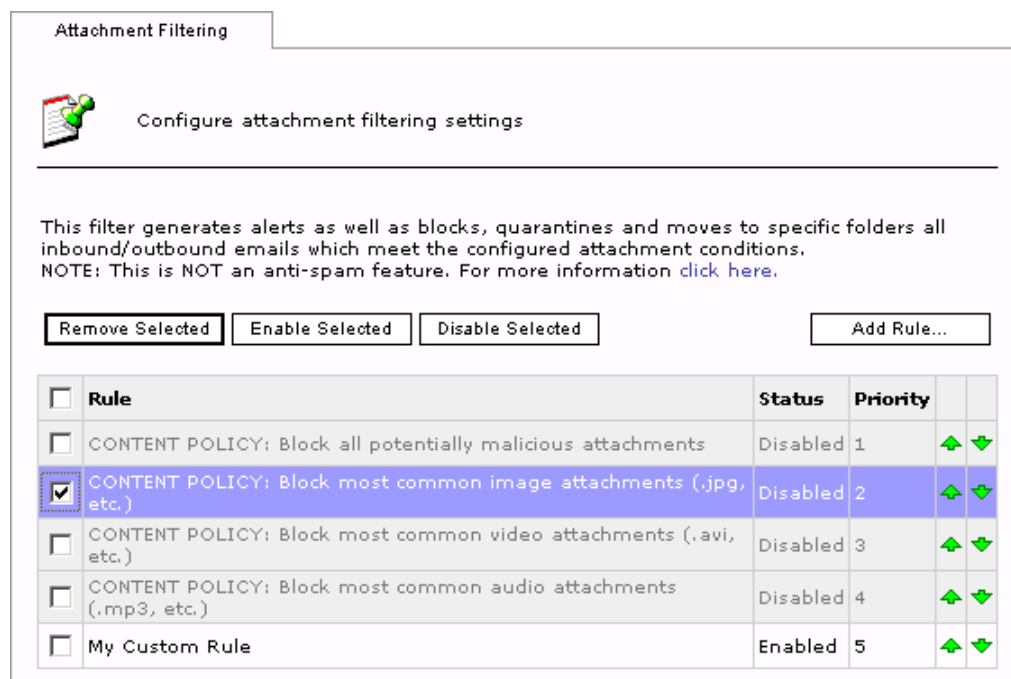 Attachment Filtering
Configure attachment filtering settings
This filter generates alerts as well as blocks, quarantines and moves to specific folders all
inbound/outbound emails which meet the configured attachment conditions.
NOTE: This is NOT an anti-spam feature. For more information click here.
Remove Selected Enable Selected Disable Selected Add Rule...
Rule Status Priority
CONTENT POLICY: Block all potentially malicious attachments Disabled 1
CONTENT POLICY: Block most common image attachments (.jpg,
etc.) Disabled 2
CONTENT POLICY: Block most common video attachments (.avi,
etc.) Disabled 3
CONTENT POLICY: Block most common audio attachments
(.mp3, etc.) Disabled 4
My Custom Rule Enabled 5